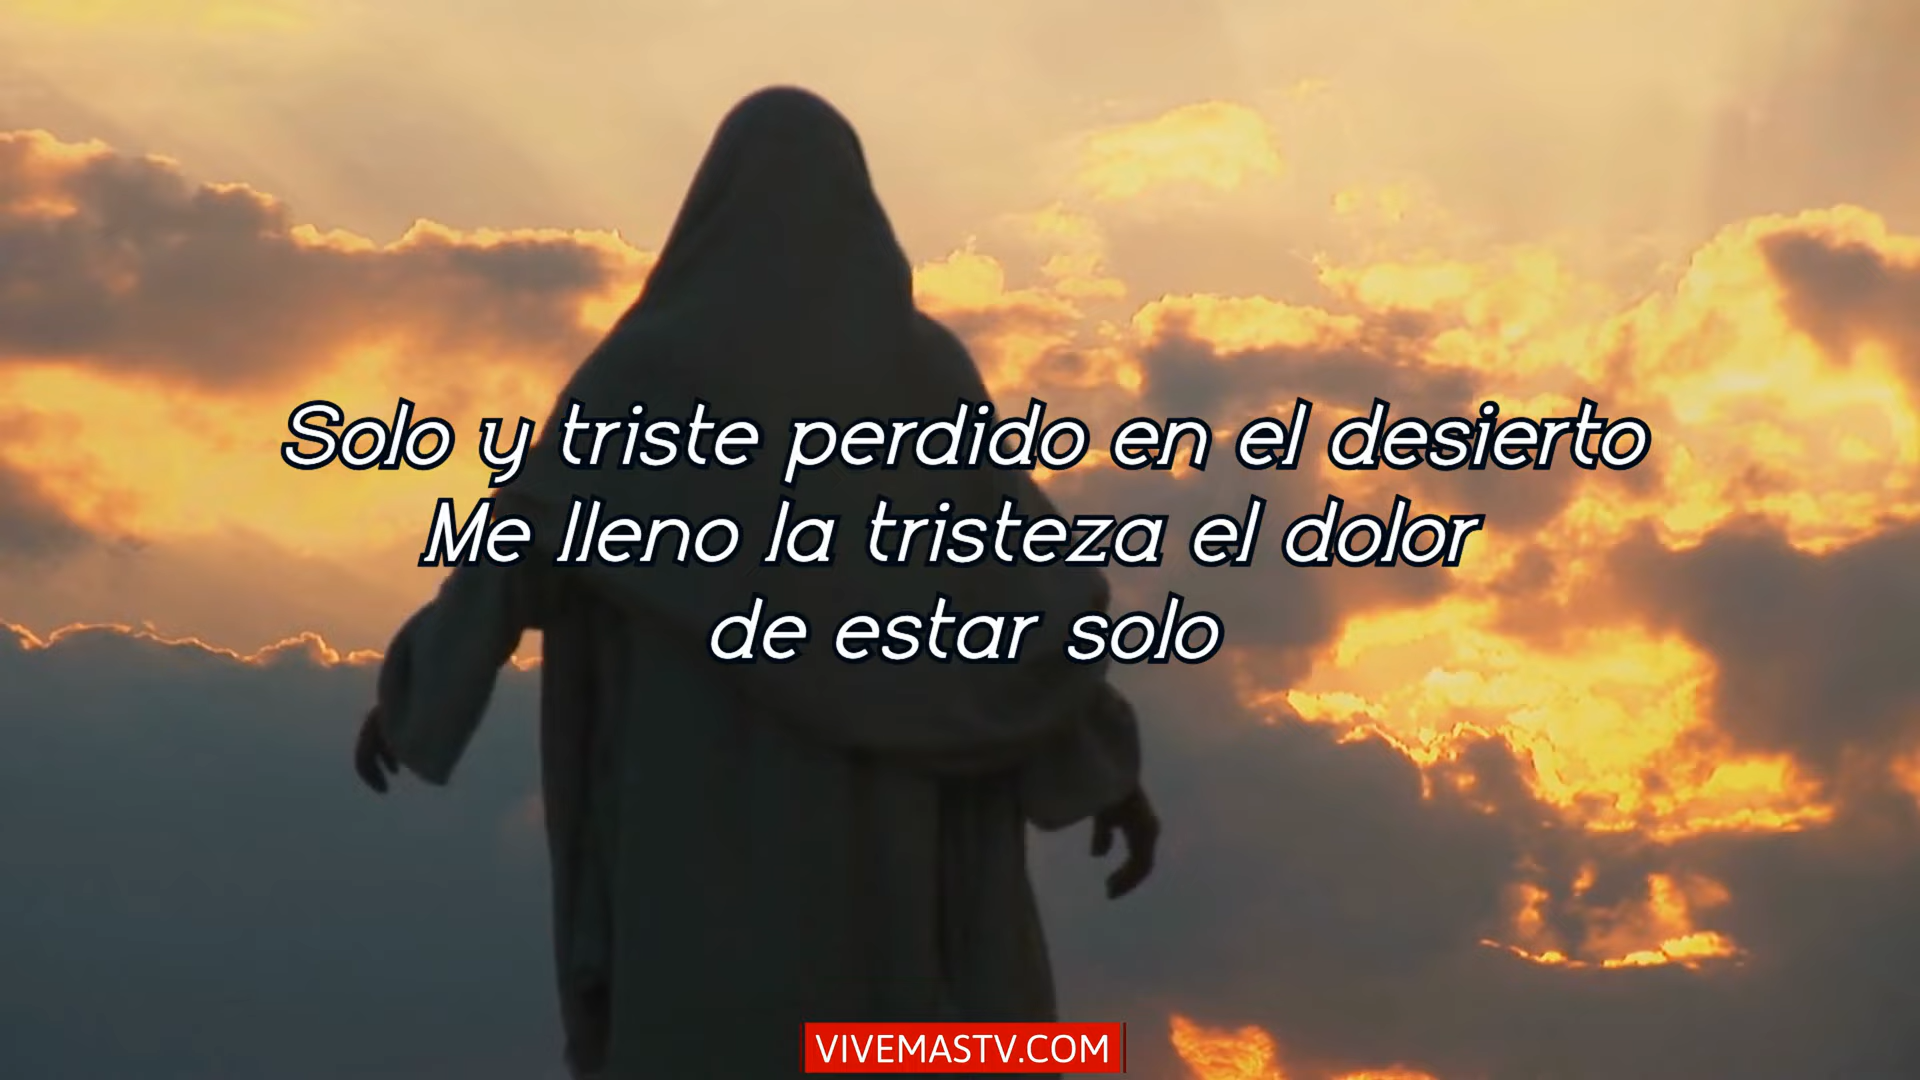 Solo y triste perdido en el desierto
Me lleno la tristeza el dolor
de estar solo
VIVEMASTV.COM